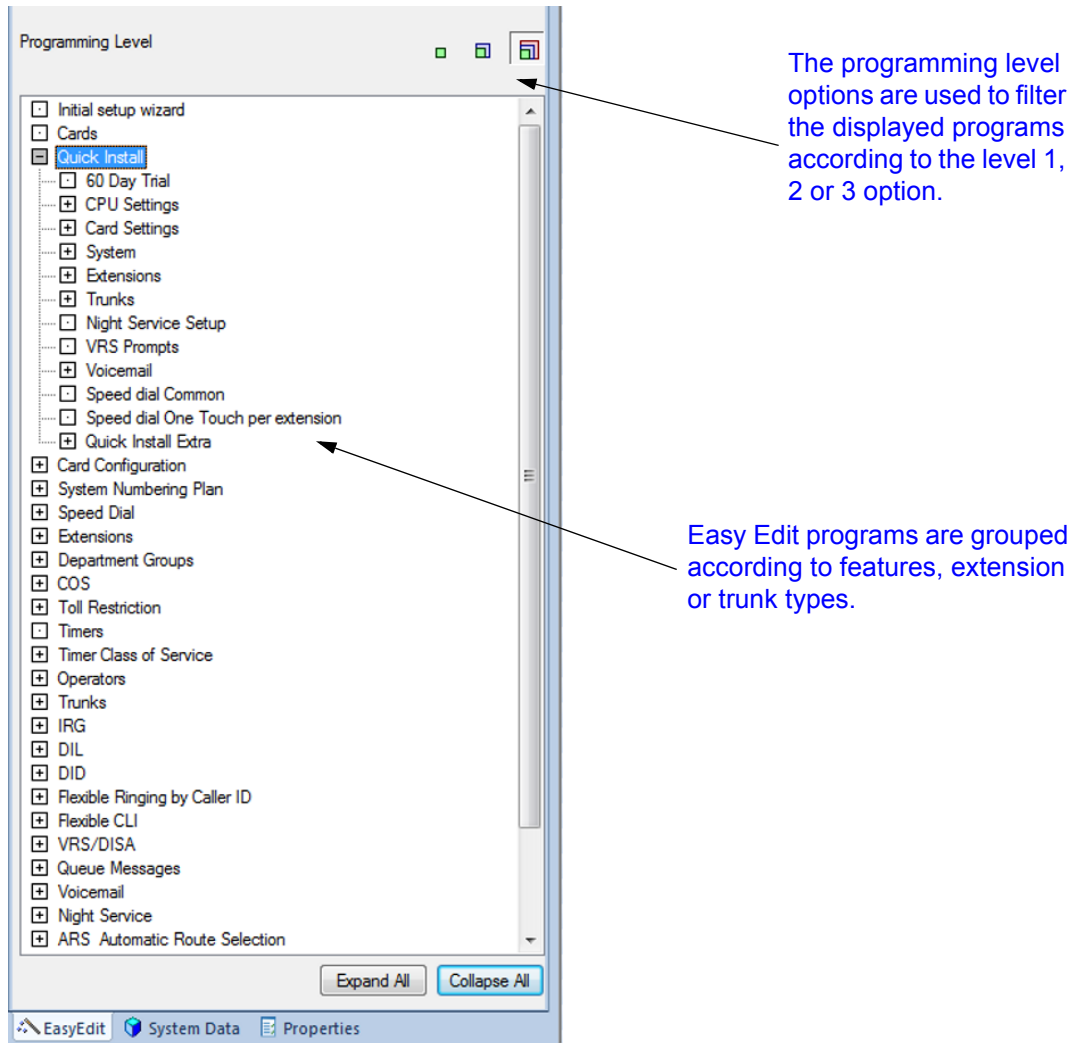 Programming Level
The programming level
options are used to filter
the displayed programs
according to the level 1,
2 or 3 option.
Initial setup wizard
Cards
Quick Install
60 Day Trial
CPU Settings
Card Settings
System
Extensions
Trunks
Night Service Setup
VRS Prompts
Voicemail
Speed dial Common
Speed dial One Touch per extension
Quick Install Extra
Card Configuration
System Numbering Plan
Speed Dial
Extensions
Department Groups
COS
Toll Restriction
Timers
Timer Class of Service
Operators
Trunks
IRG
DIL
DID
Flexible Ringing by Caller ID
Flexible CLI
VRS/DISA
Queue Messages
Voicemail
Night Service
ARS Automatic Route Selection
Easy Edit programs are grouped
according to features, extension
or trunk types.
Expand All Collapse All
EasyEdit System Data Properties